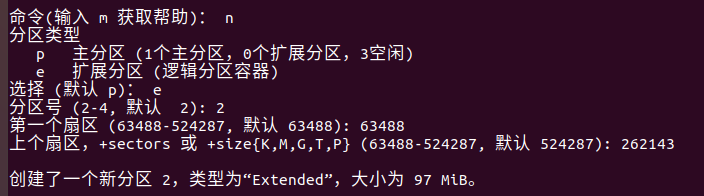 命令(输入 m 获取帮助)： n
分区类型
p 主分区 (1个主分区，0个扩展分区，3空闲)
e 扩展分区 (逻辑分区容器)
选择 (默认 p)： e
分区号 (2-4, 默认 2): 2
第一个扇区 (63488-524287, 默认 63488): 63488
上个扇区，+sectors 或 +size{K,M,G,T,P} (63488-524287, 默认 524287): 262143
创建了一个新分区 2，类型为“Extended”，大小为 97 MiB。